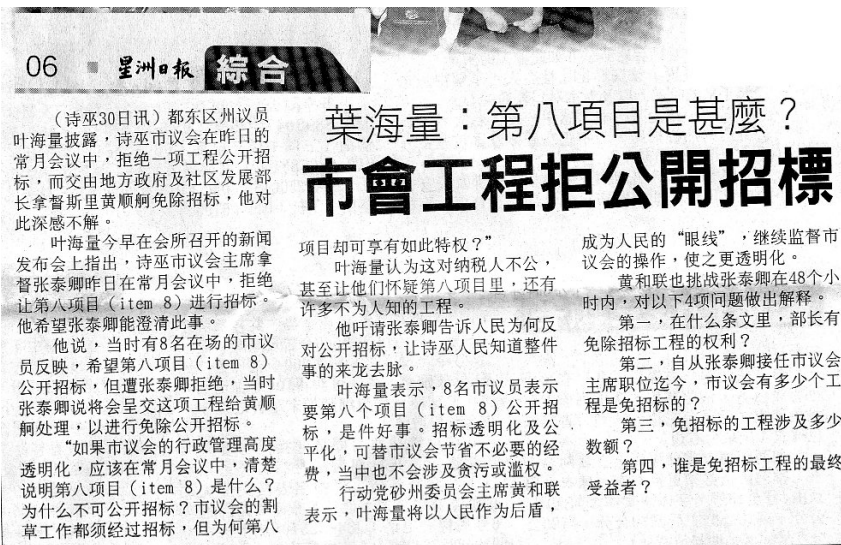 06 ▪ 星洲日报 綜合
葉海量：第八項目是甚麼？
市會工程拒公開招標
（诗巫30日讯）都东区州议员
叶海量披露，诗巫市议会在昨日的
常月会议中，拒绝一项工程公开招
标，而交由地方政府及社区发展部
长拿督斯里黄顺舸免除招标，他对
此深感不解。
叶海量今早在会所召开的新闻
发布会上指出，诗巫市议会主席拿
督张泰卿昨日在常月会议中，拒绝
让第八项目（item 8）进行招标。
他希望张泰卿能澄清此事。
他说，当时有8名在场的市议
员反映，希望第八项目（item 8）
公开招标，但遭张泰卿拒绝，当时
张泰卿说将会呈交这项工程给黄顺
舸处理，以进行免除公开招标。
“如果市议会的行政管理高度
透明化，应该在常月会议中，清楚
说明第八项目（item 8）是什么？
为什么不可公开招标？市议会的割
草工作都须经过招标，但为何第八
项目却可享有如此特权？”
叶海量认为这对纳税人不公，
甚至让他们怀疑第八项目里，还有
许多不为人知的工程。
他吁请张泰卿告诉人民为何反
对公开招标，让诗巫人民知道整件
事的来龙去脉。
叶海量表示，8名市议员表示
要第八个项目（item 8）公开招
标，是件好事。招标透明化及公
平化，可替市议会节省不必要的经
费，当中也不会涉及贪污或滥权。
行动党砂州委员会主席黄和联
表示，叶海量将以人民作为后盾，
成为人民的“眼线”，继续监督市
议会的操作，使之更透明化。
黄和联也挑战张泰卿在48个小
时内，对以下4项问题做出解释。
第一，在什么条文里，部长有
免除招标工程的权利？
第二，自从张泰卿接任市议会
主席职位迄今，市议会有多少个工
程是免招标的？
第三，免招标的工程涉及多少
数额？
第四，谁是免招标工程的最终
受益者？